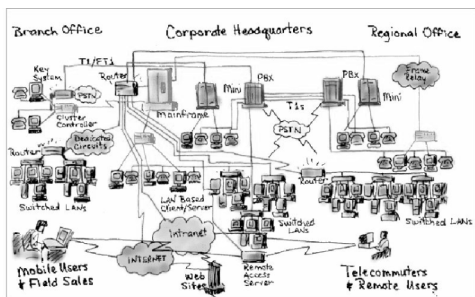 Branch Office
Corporate Headquarters
Regional Office
Key
System
T1/FT1
Router
PSTN
Cluster
Controller
Mainframe
Mini
PBX
PBX
Mini
Frame
Relay
T1s
PSTN
Dedicated
Circuits
Router
Router
Switched LANs
LAN Based
Client/Server
Switched
LANs
Switched LANs
Intranet
INTERNET
Mobile Users
& Field Sales
Web
Sites
Remote
Access
Server
Telecommuters
& Remote Users